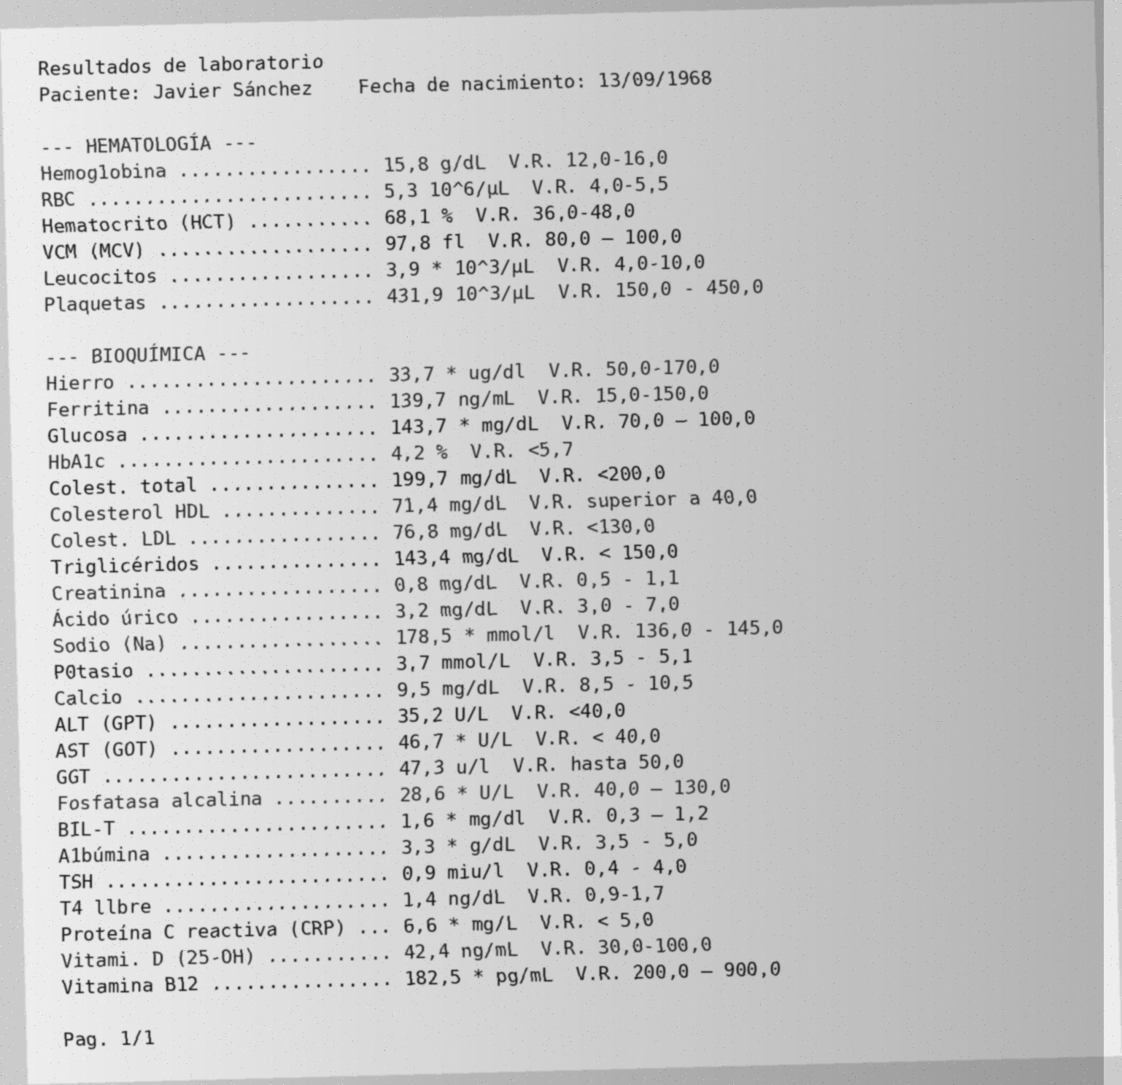 Resultados de laboratorio
Paciente: Javier Sánchez    Fecha de nacimiento: 13/09/1968
--- HEMATOLOGÍA ---
Hemog1obina ................. 15,8 g/dL  V.R. 12,0-16,0
RBC ......................... 5,3 10^6/µL  V.R. 4,0-5,5
Hematocrito (HCT) ........... 68,1 %  V.R. 36,0-48,0
VCM (MCV) ................... 97,8 fl  V.R. 80,0 – 100,0
Leucocitos .................. 3,9 * 10^3/µL  V.R. 4,0-10,0
Plaquetas ................... 431,9 10^3/µL  V.R. 150,0 - 450,0
--- BIOQUÍMICA ---
Hierro ...................... 33,7 * ug/dl  V.R. 50,0-170,0
Ferritina ................... 139,7 ng/mL  V.R. 15,0-150,0
Glucosa ..................... 143,7 * mg/dL  V.R. 70,0 – 100,0
HbA1c ....................... 4,2 %  V.R. <5,7
Colest. total ............... 199,7 mg/dL  V.R. <200,0
Colesterol HDL .............. 71,4 mg/dL  V.R. superior a 40,0
Colest. LDL ................. 76,8 mg/dL  V.R. <130,0
Triglicéridos ............... 143,4 mg/dL  V.R. < 150,0
Creatinina .................. 0,8 mg/dL  V.R. 0,5 - 1,1
Ácido úrico ................. 3,2 mg/dL  V.R. 3,0 - 7,0
Sodio (Na) .................. 178,5 * mmol/l  V.R. 136,0 - 145,0
P0tasio ..................... 3,7 mmol/L  V.R. 3,5 - 5,1
Calcio ...................... 9,5 mg/dL  V.R. 8,5 - 10,5
ALT (GPT) ................... 35,2 U/L  V.R. <40,0
AST (GOT) ................... 46,7 * U/L  V.R. < 40,0
GGT ......................... 47,3 u/l  V.R. hasta 50,0
Fosfatasa alcalina .......... 28,6 * U/L  V.R. 40,0 – 130,0
BIL-T ....................... 1,6 * mg/dl  V.R. 0,3 – 1,2
A1búmina .................... 3,3 * g/dL  V.R. 3,5 - 5,0
TSH ......................... 0,9 miu/l  V.R. 0,4 - 4,0
T4 llbre .................... 1,4 ng/dL  V.R. 0,9-1,7
Proteína C reactiva (CRP) ... 6,6 * mg/L  V.R. < 5,0
Vitami. D (25-OH) ........... 42,4 ng/mL  V.R. 30,0-100,0
Vitamina B12 ................ 182,5 * pg/mL  V.R. 200,0 – 900,0
Pag. 1/1